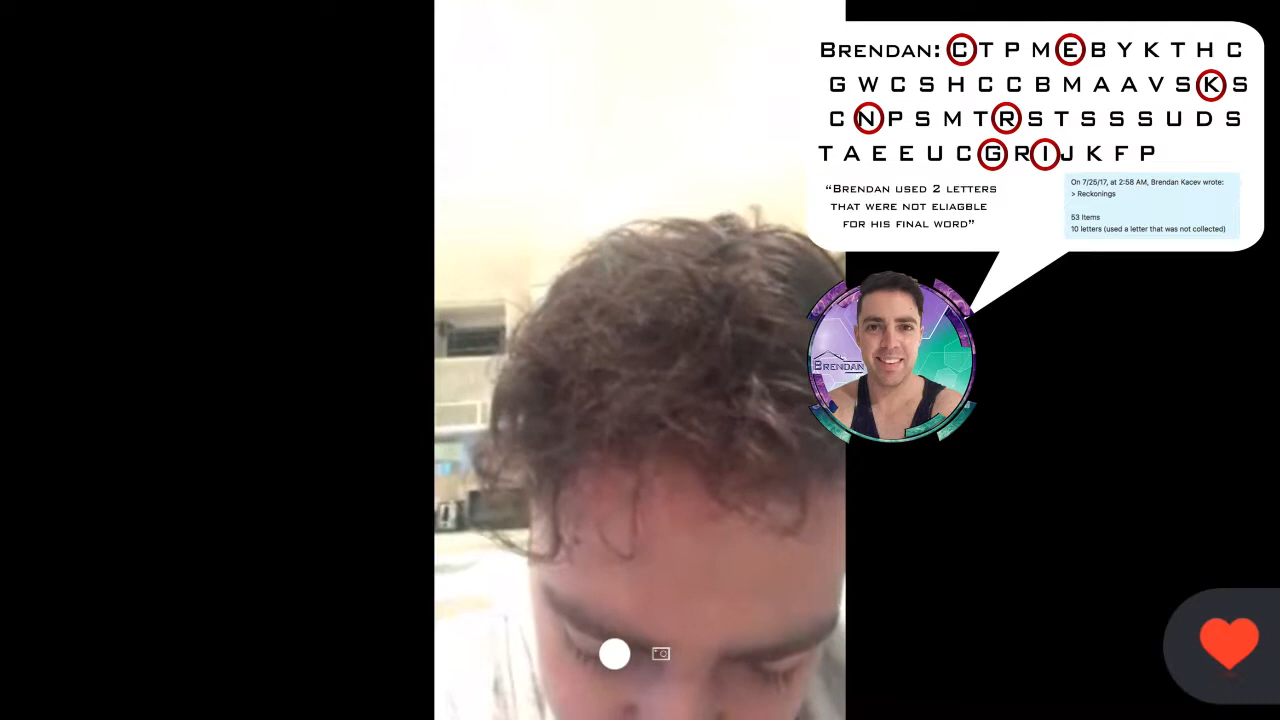 BRENDAN: C T P M E B Y K T H C
G W C S H C C B M A A V S K S
C N P S M T R S T S S S U D S
T A E E U C G R I J K F P
“BRENDAN USED 2 LETTERS
THAT WERE NOT ELIAGBLE
FOR HIS FINAL WORD”
On 7/25/17, at 2:58 AM, Brendan Kacev wrote:
> Reckonings
53 Items
10 letters (used a letter that was not collected)
BRENDAN